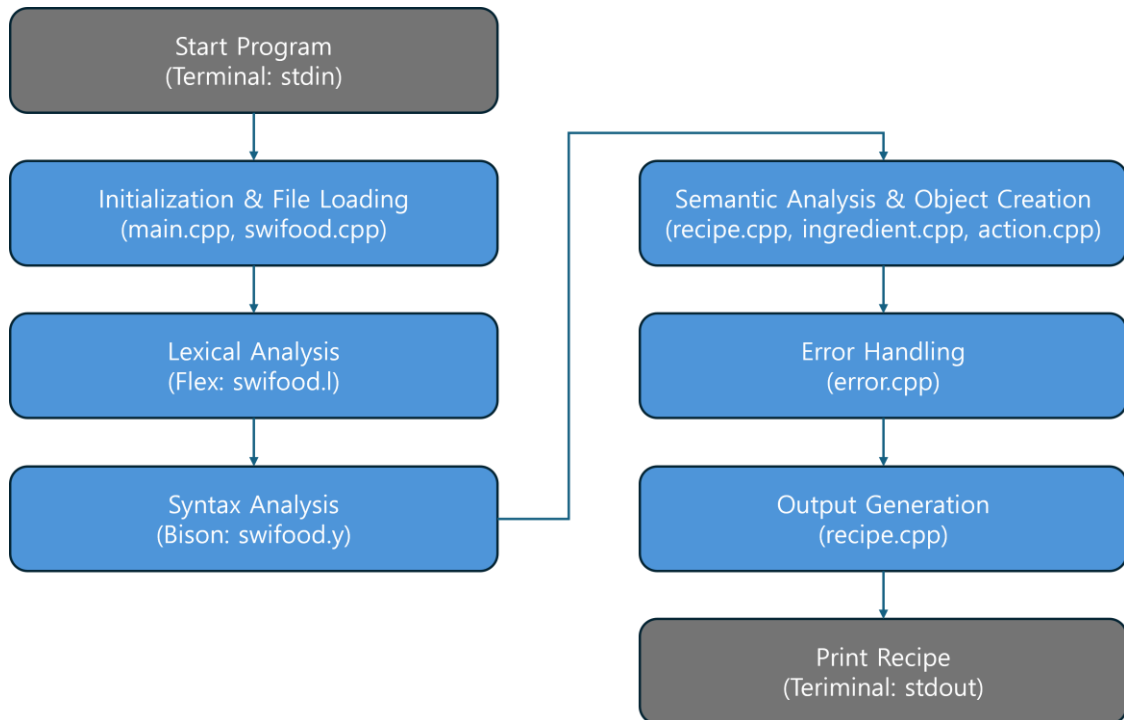 Start Program
(Terminal: stdin)
Initialization & File Loading
(main.cpp, swifood.cpp)
Lexical Analysis
(Flex: swifood.l)
Syntax Analysis
(Bison: swifood.y)
Semantic Analysis & Object Creation
(recipe.cpp, ingredient.cpp, action.cpp)
Error Handling
(error.cpp)
Output Generation
(recipe.cpp)
Print Recipe
(Teriminal: stdout)